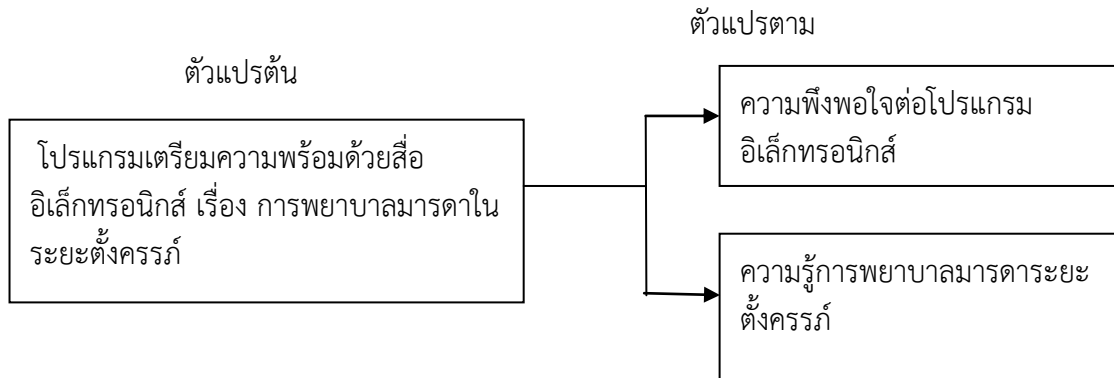 ตัวแปรต้น
โปรแกรมเตรียมความพร้อมด้วยสื่อ
อิเล็กทรอนิกส์ เรื่อง การพยาบาลมารดาใน
ระยะตั้งครรภ์
ตัวแปรตาม
ความพึงพอใจต่อโปรแกรม
อิเล็กทรอนิกส์
ความรู้การพยาบาลมารดาระยะ
ตั้งครรภ์